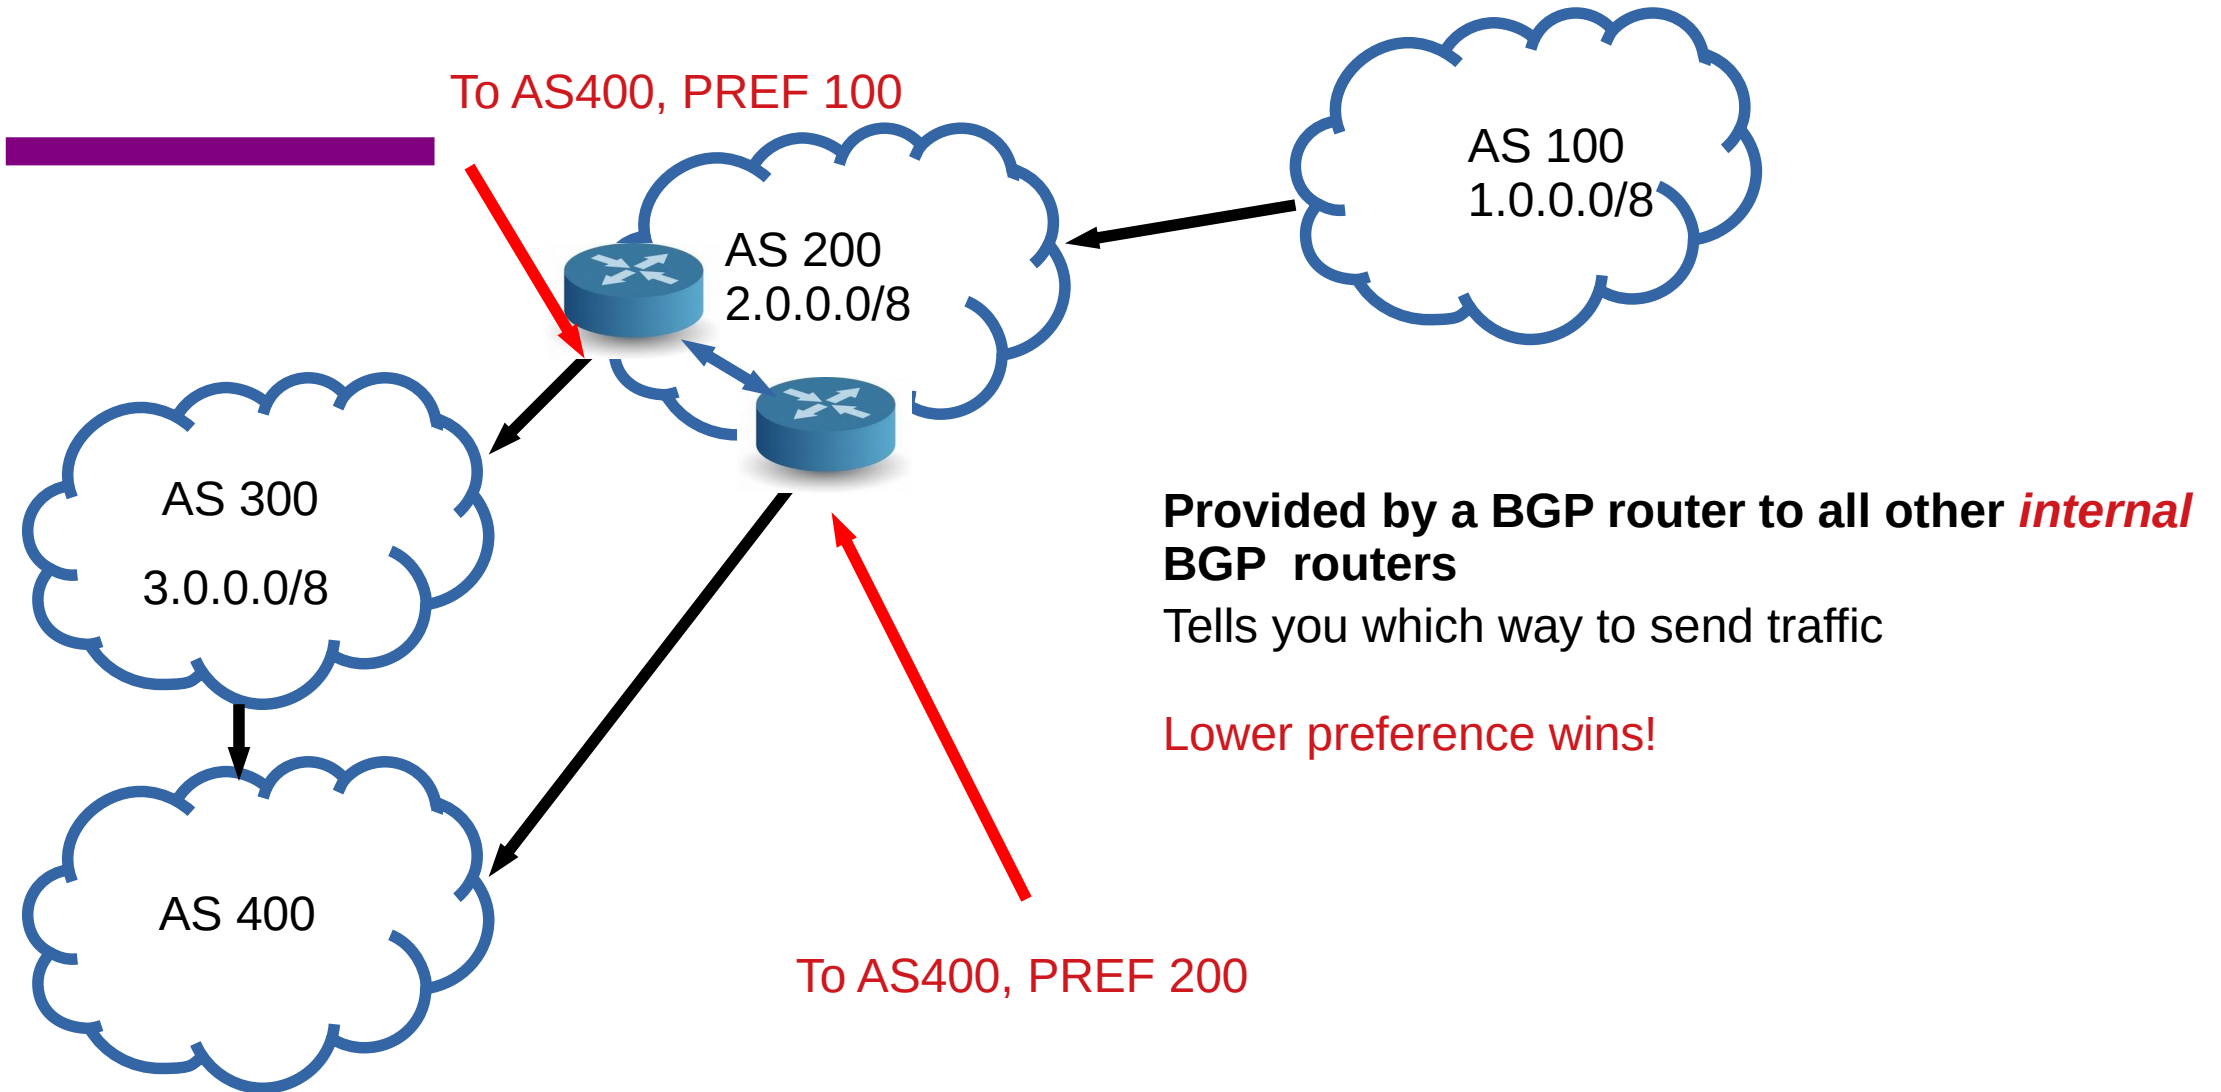 To AS400, PREF 100
AS 100
1.0.0.0/8
AS 200
2.0.0.0/8
AS 300
3.0.0.0/8
Provided by a BGP router to all other internal
BGP  routers
Tells you which way to send traffic
Lower preference wins!
AS 400
To AS400, PREF 200